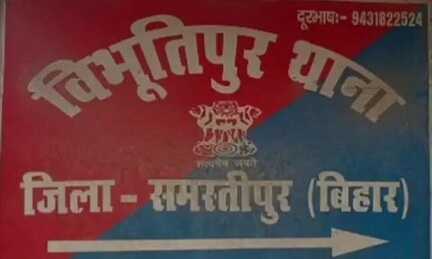 दूरभाषः- 9431822524
विभूतिपुर थाना
सत्यमेव जयते
जिला - समस्तीपुर (बिहार)